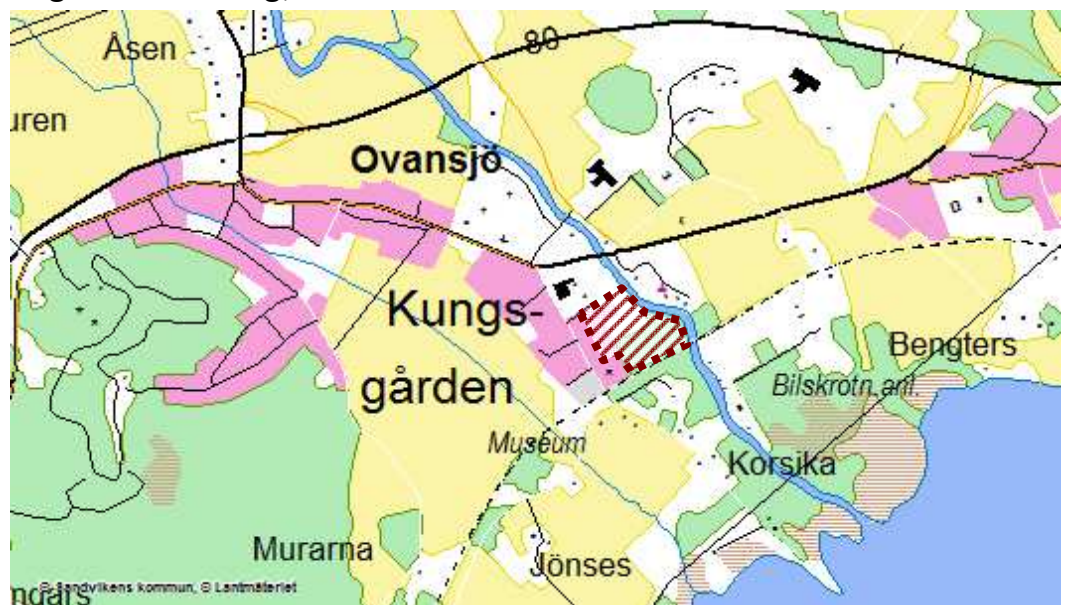 Åsen
80
uren
Ovansjö
Kungs-
gården
Bengters
Bilskrotn.anl.
Museum
Korsika
Murarna
Jönses
© Sandvikens kommun, © Lantmäteriet